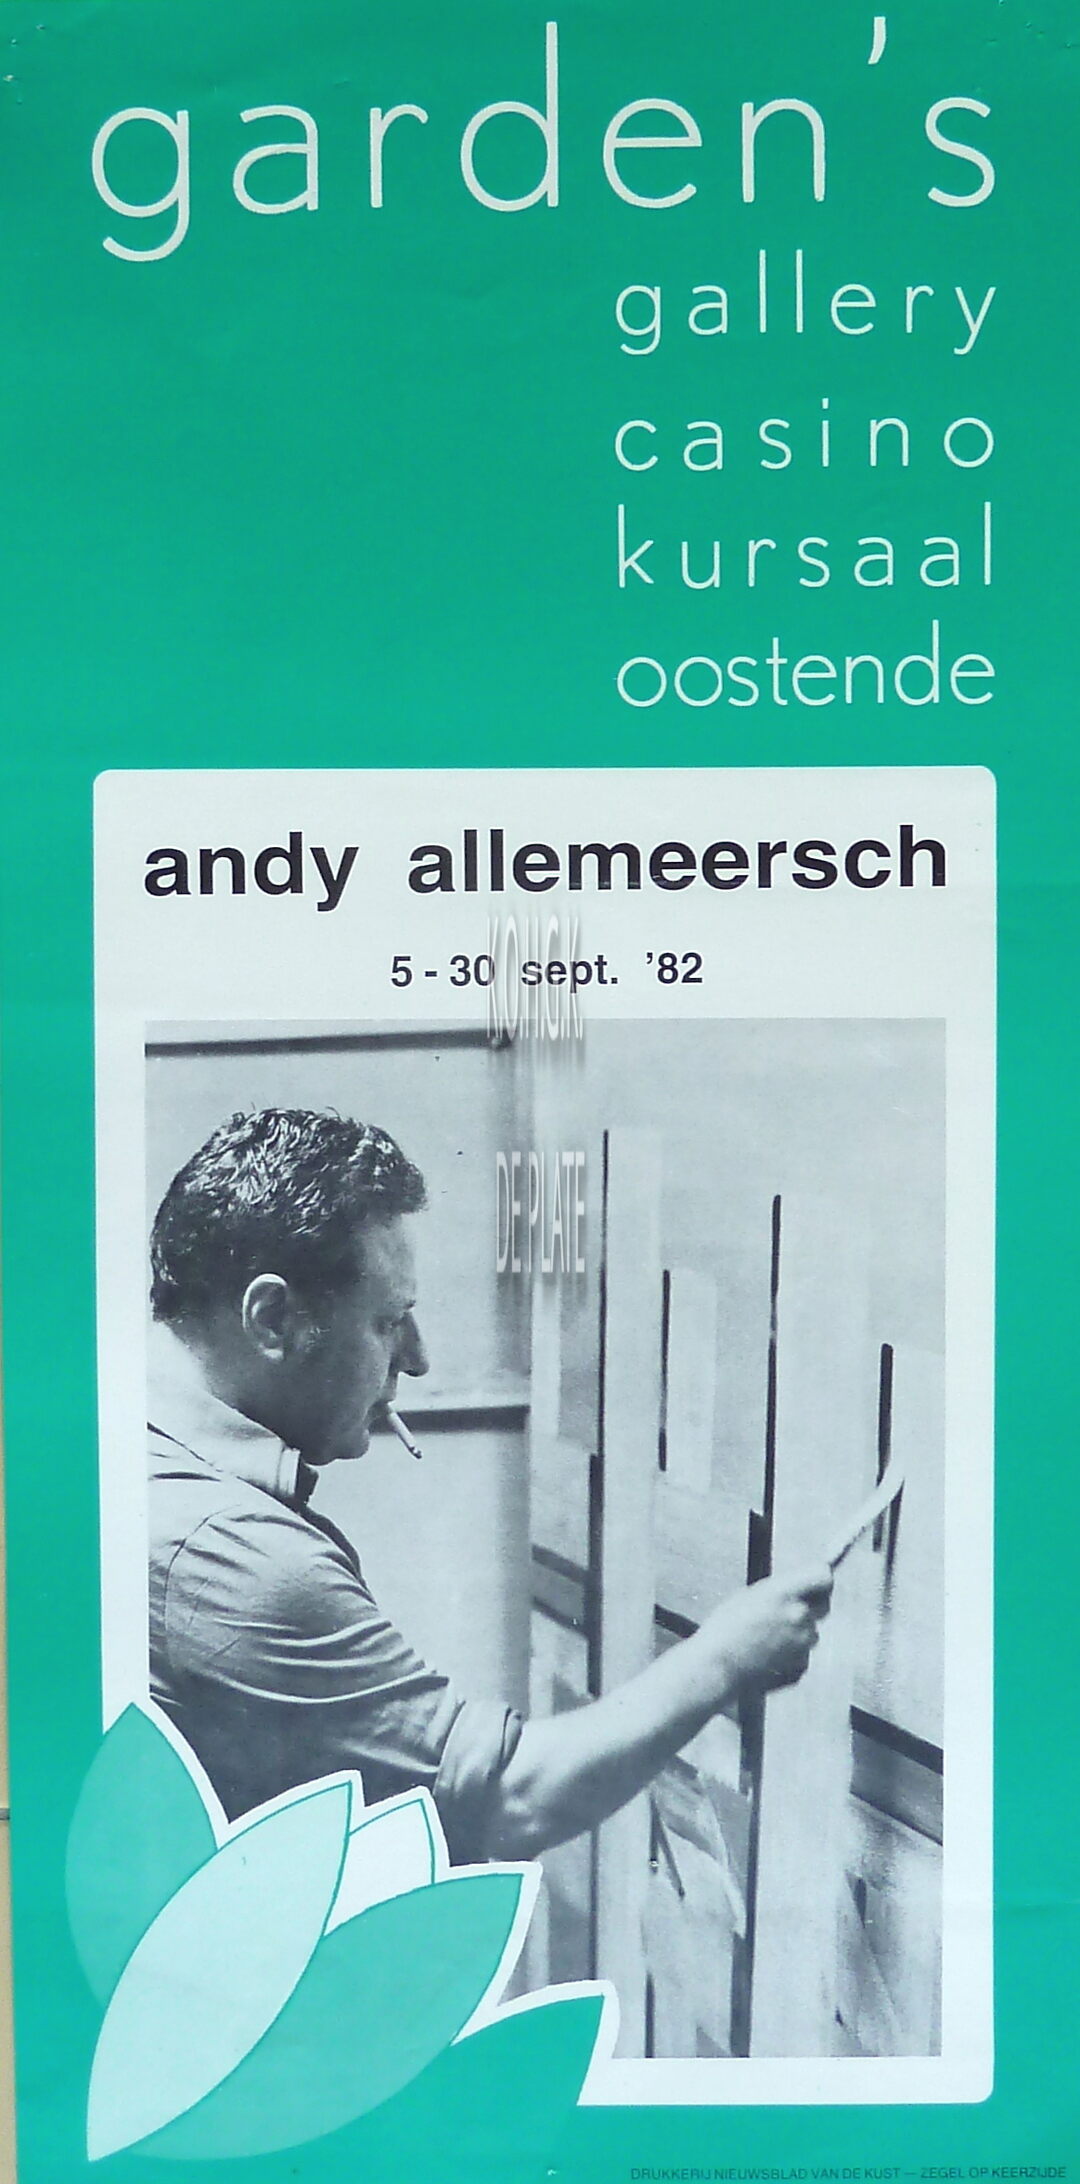 garden's
gallery
casino
kursaal
oostende
andy allemeersch
5 - 30 sept. '82
K.O.H.G.K.
DE PLATE
DRUKKERIJ NIEUWSBLAD VAN DE KUST — ZEGEL OP KEERZIJDE